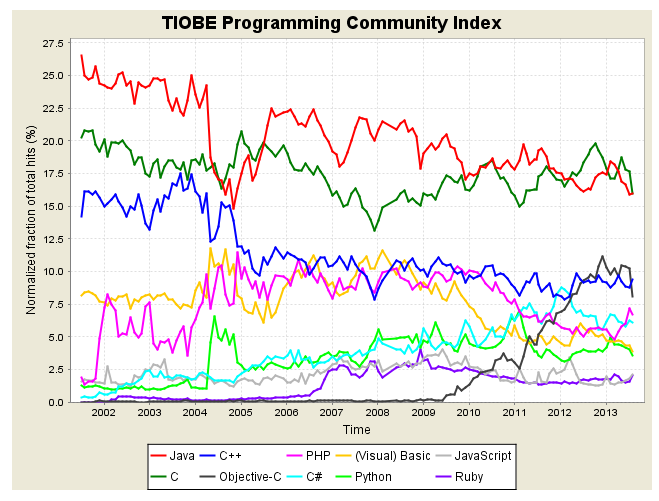 TIOBE Programming Community Index
Normalized fraction of total hits (%)
27.5
25.0
22.5
20.0
17.5
15.0
12.5
10.0
7.5
5.0
2.5
0.0
2002 2003 2004 2005 2006 2007 2008 2009 2010 2011 2012 2013
Time
Java C++ PHP (Visual) Basic JavaScript
C Objective-C C# Python Ruby